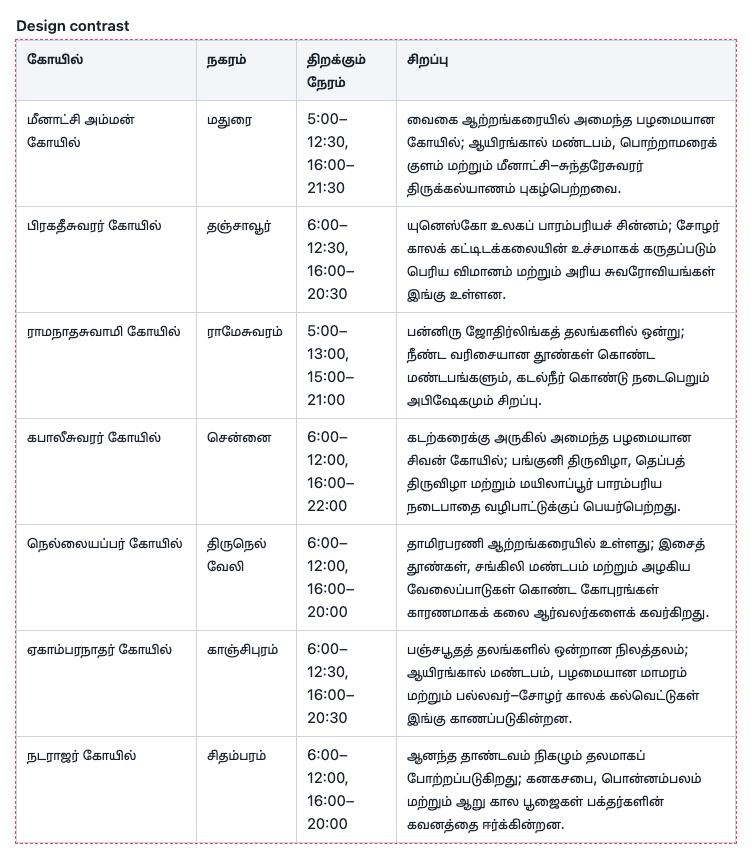 Design contrast
கோயில் நகரம் திறக்கும் நேரம் சிறப்பு
மீனாட்சி அம்மன் கோயில் மதுரை 5:00–12:30, 16:00–21:30 வைகை ஆற்றங்கரையில் அமைந்த பழமையான கோயில்; ஆயிரங்கால் மண்டபம், பொற்றாமரைக் குளம் மற்றும் மீனாட்சி–சுந்தரேசுவரர் திருக்கல்யாணம் புகழ்பெற்றவை.
பிரகதீசுவரர் கோயில் தஞ்சாவூர் 6:00–12:30, 16:00–20:30 யுனெஸ்கோ உலகப் பாரம்பரியச் சின்னம்; சோழர் காலக் கட்டிடக்கலையின் உச்சமாகக் கருதப்படும் பெரிய விமானம் மற்றும் அரிய சுவரோவியங்கள் இங்கு உள்ளன.
ராமநாதசுவாமி கோயில் ராமேசுவரம் 5:00–13:00, 15:00–21:00 பன்னிரு ஜோதிர்லிங்கத் தலங்களில் ஒன்று; நீண்ட வரிசையான தூண்கள் கொண்ட மண்டபங்களும், கடல்நீர் கொண்டு நடைபெறும் அபிஷேகமும் சிறப்பு.
கபாலீசுவரர் கோயில் சென்னை 6:00–12:00, 16:00–22:00 கடற்கரைக்கு அருகில் அமைந்த பழமையான சிவன் கோயில்; பங்குனி திருவிழா, தெப்பத் திருவிழா மற்றும் மயிலாப்பூர் பாரம்பரிய நடைபாதை வழிபாட்டுக்குப் பெயர்பெற்றது.
நெல்லையப்பர் கோயில் திருநெல்வேலி 6:00–12:00, 16:00–20:00 தாமிரபரணி ஆற்றங்கரையில் உள்ளது; இசைத் தூண்கள், சங்கிலி மண்டபம் மற்றும் அழகிய வேலைப்பாடுகள் கொண்ட கோபுரங்கள் காரணமாகக் கலை ஆர்வலர்களைக் கவர்கிறது.
ஏகாம்பரநாதர் கோயில் காஞ்சிபுரம் 6:00–12:30, 16:00–20:30 பஞ்சபூதத் தலங்களில் ஒன்றான நிலத்தலம்; ஆயிரங்கால் மண்டபம், பழமையான மாமரம் மற்றும் பல்லவர்–சோழர் காலக் கல்வெட்டுகள் இங்கு காணப்படுகின்றன.
நடராஜர் கோயில் சிதம்பரம் 6:00–12:00, 16:00–20:00 ஆனந்த தாண்டவம் நிகழும் தலமாகப் போற்றப்படுகிறது; கனகசபை, பொன்னம்பலம் மற்றும் ஆறு கால பூஜைகள் பக்தர்களின் கவனத்தை ஈர்க்கின்றன.